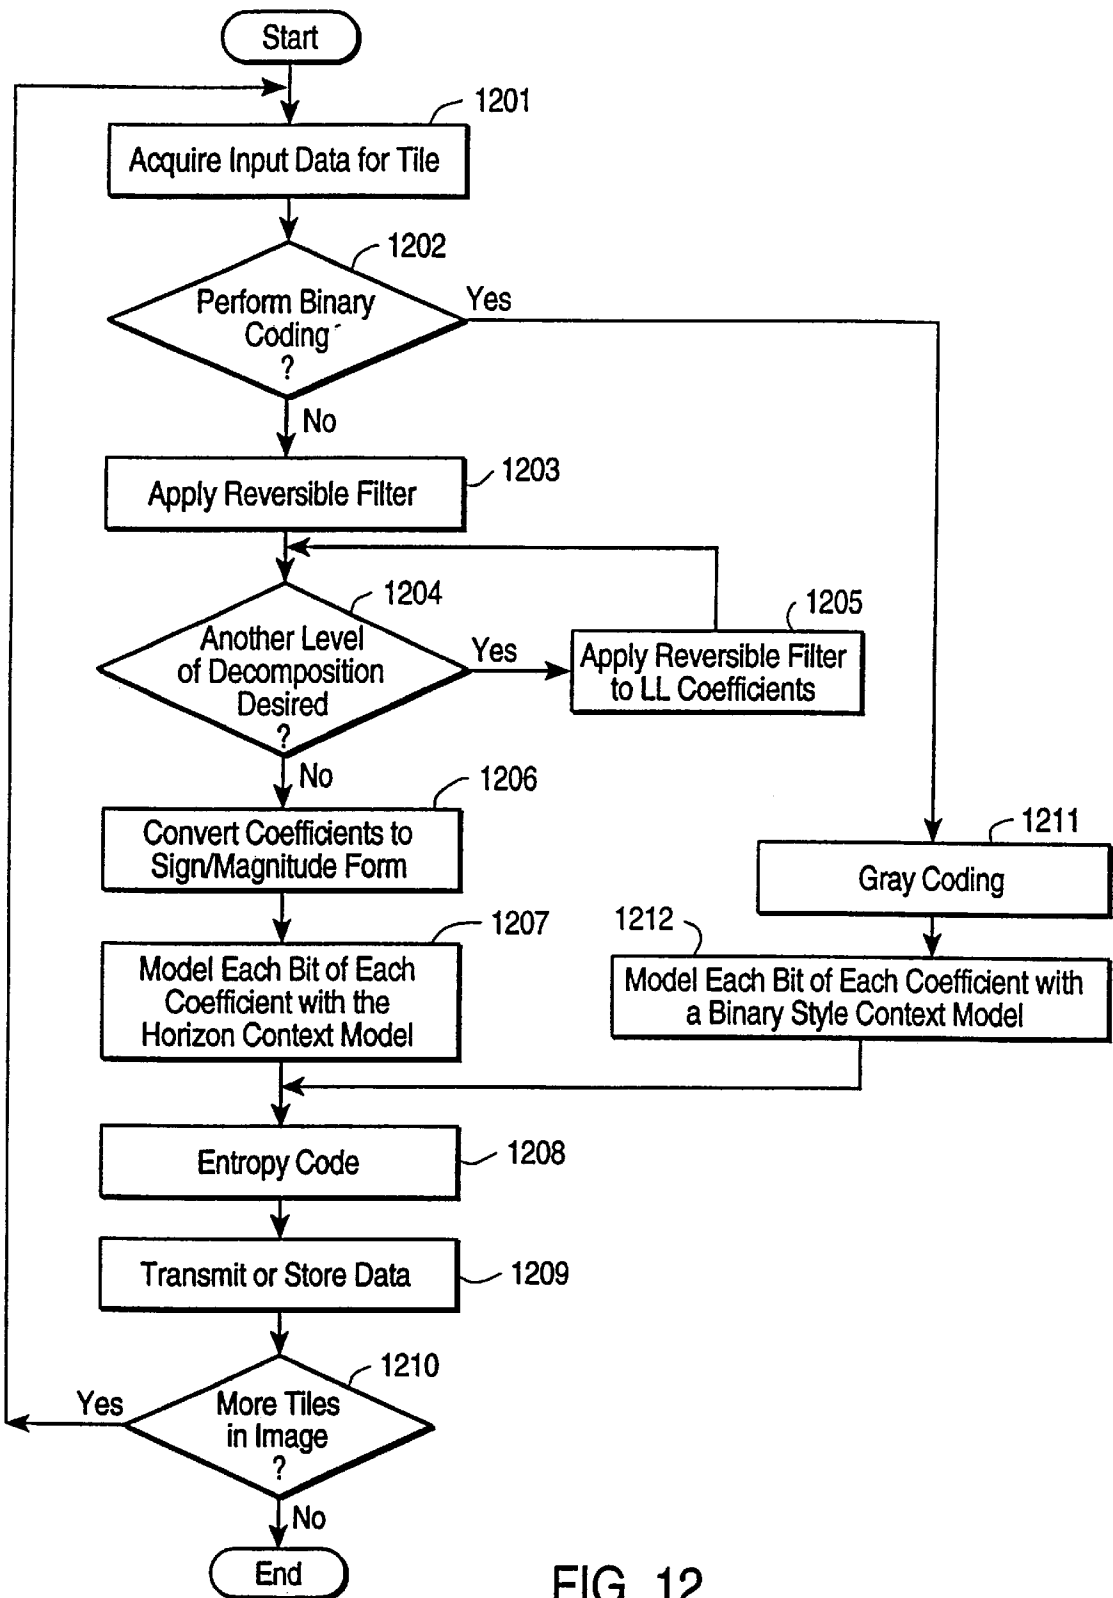 Start
1201
Acquire Input Data for Tile
1202
Perform Binary
Coding
?
Yes
No
1203
Apply Reversible Filter
1204
Another Level
of Decomposition
Desired
?
Yes
1205
Apply Reversible Filter
to LL Coefficients
No
1206
Convert Coefficients to
Sign/Magnitude Form
1211
Gray Coding
1207
Model Each Bit of Each
Coefficient with the
Horizon Context Model
1212
Model Each Bit of Each Coefficient with
a Binary Style Context Model
Entropy Code
1208
Transmit or Store Data
1209
1210
More Tiles
in Image
?
Yes
No
End
FIG. 12